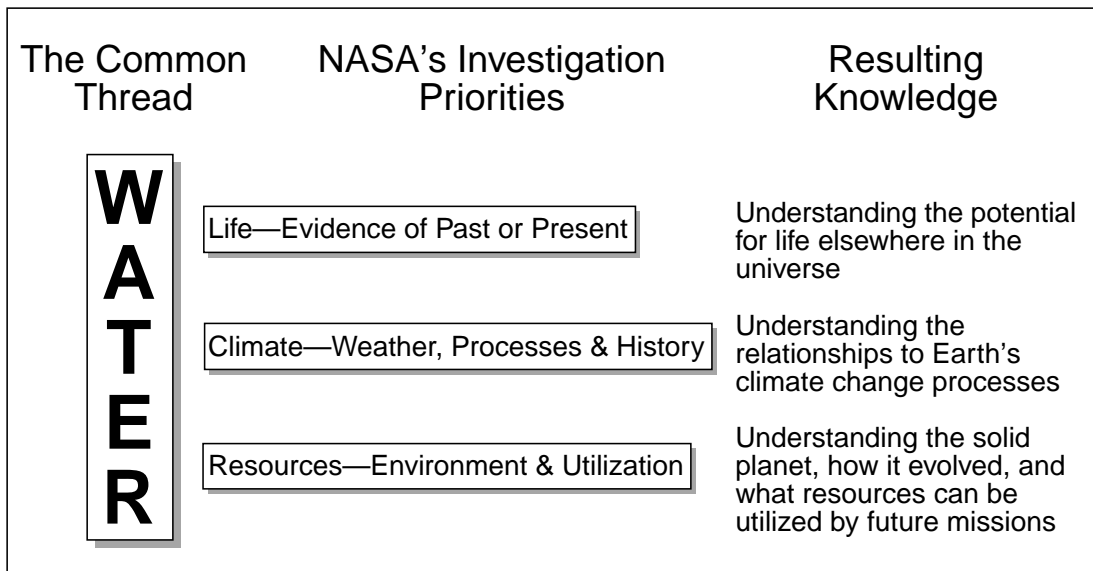 The Common
Thread
NASA’s Investigation
Priorities
Resulting
Knowledge
WATER
Life—Evidence of Past or Present
Understanding the potential
for life elsewhere in the
universe
Climate—Weather, Processes & History
Understanding the
relationships to Earth’s
climate change processes
Resources—Environment & Utilization
Understanding the solid
planet, how it evolved, and
what resources can be
utilized by future missions